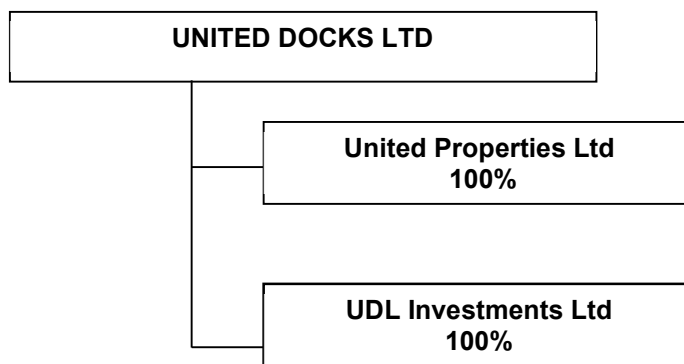 UNITED DOCKS LTD
United Properties Ltd
100%
UDL Investments Ltd
100%